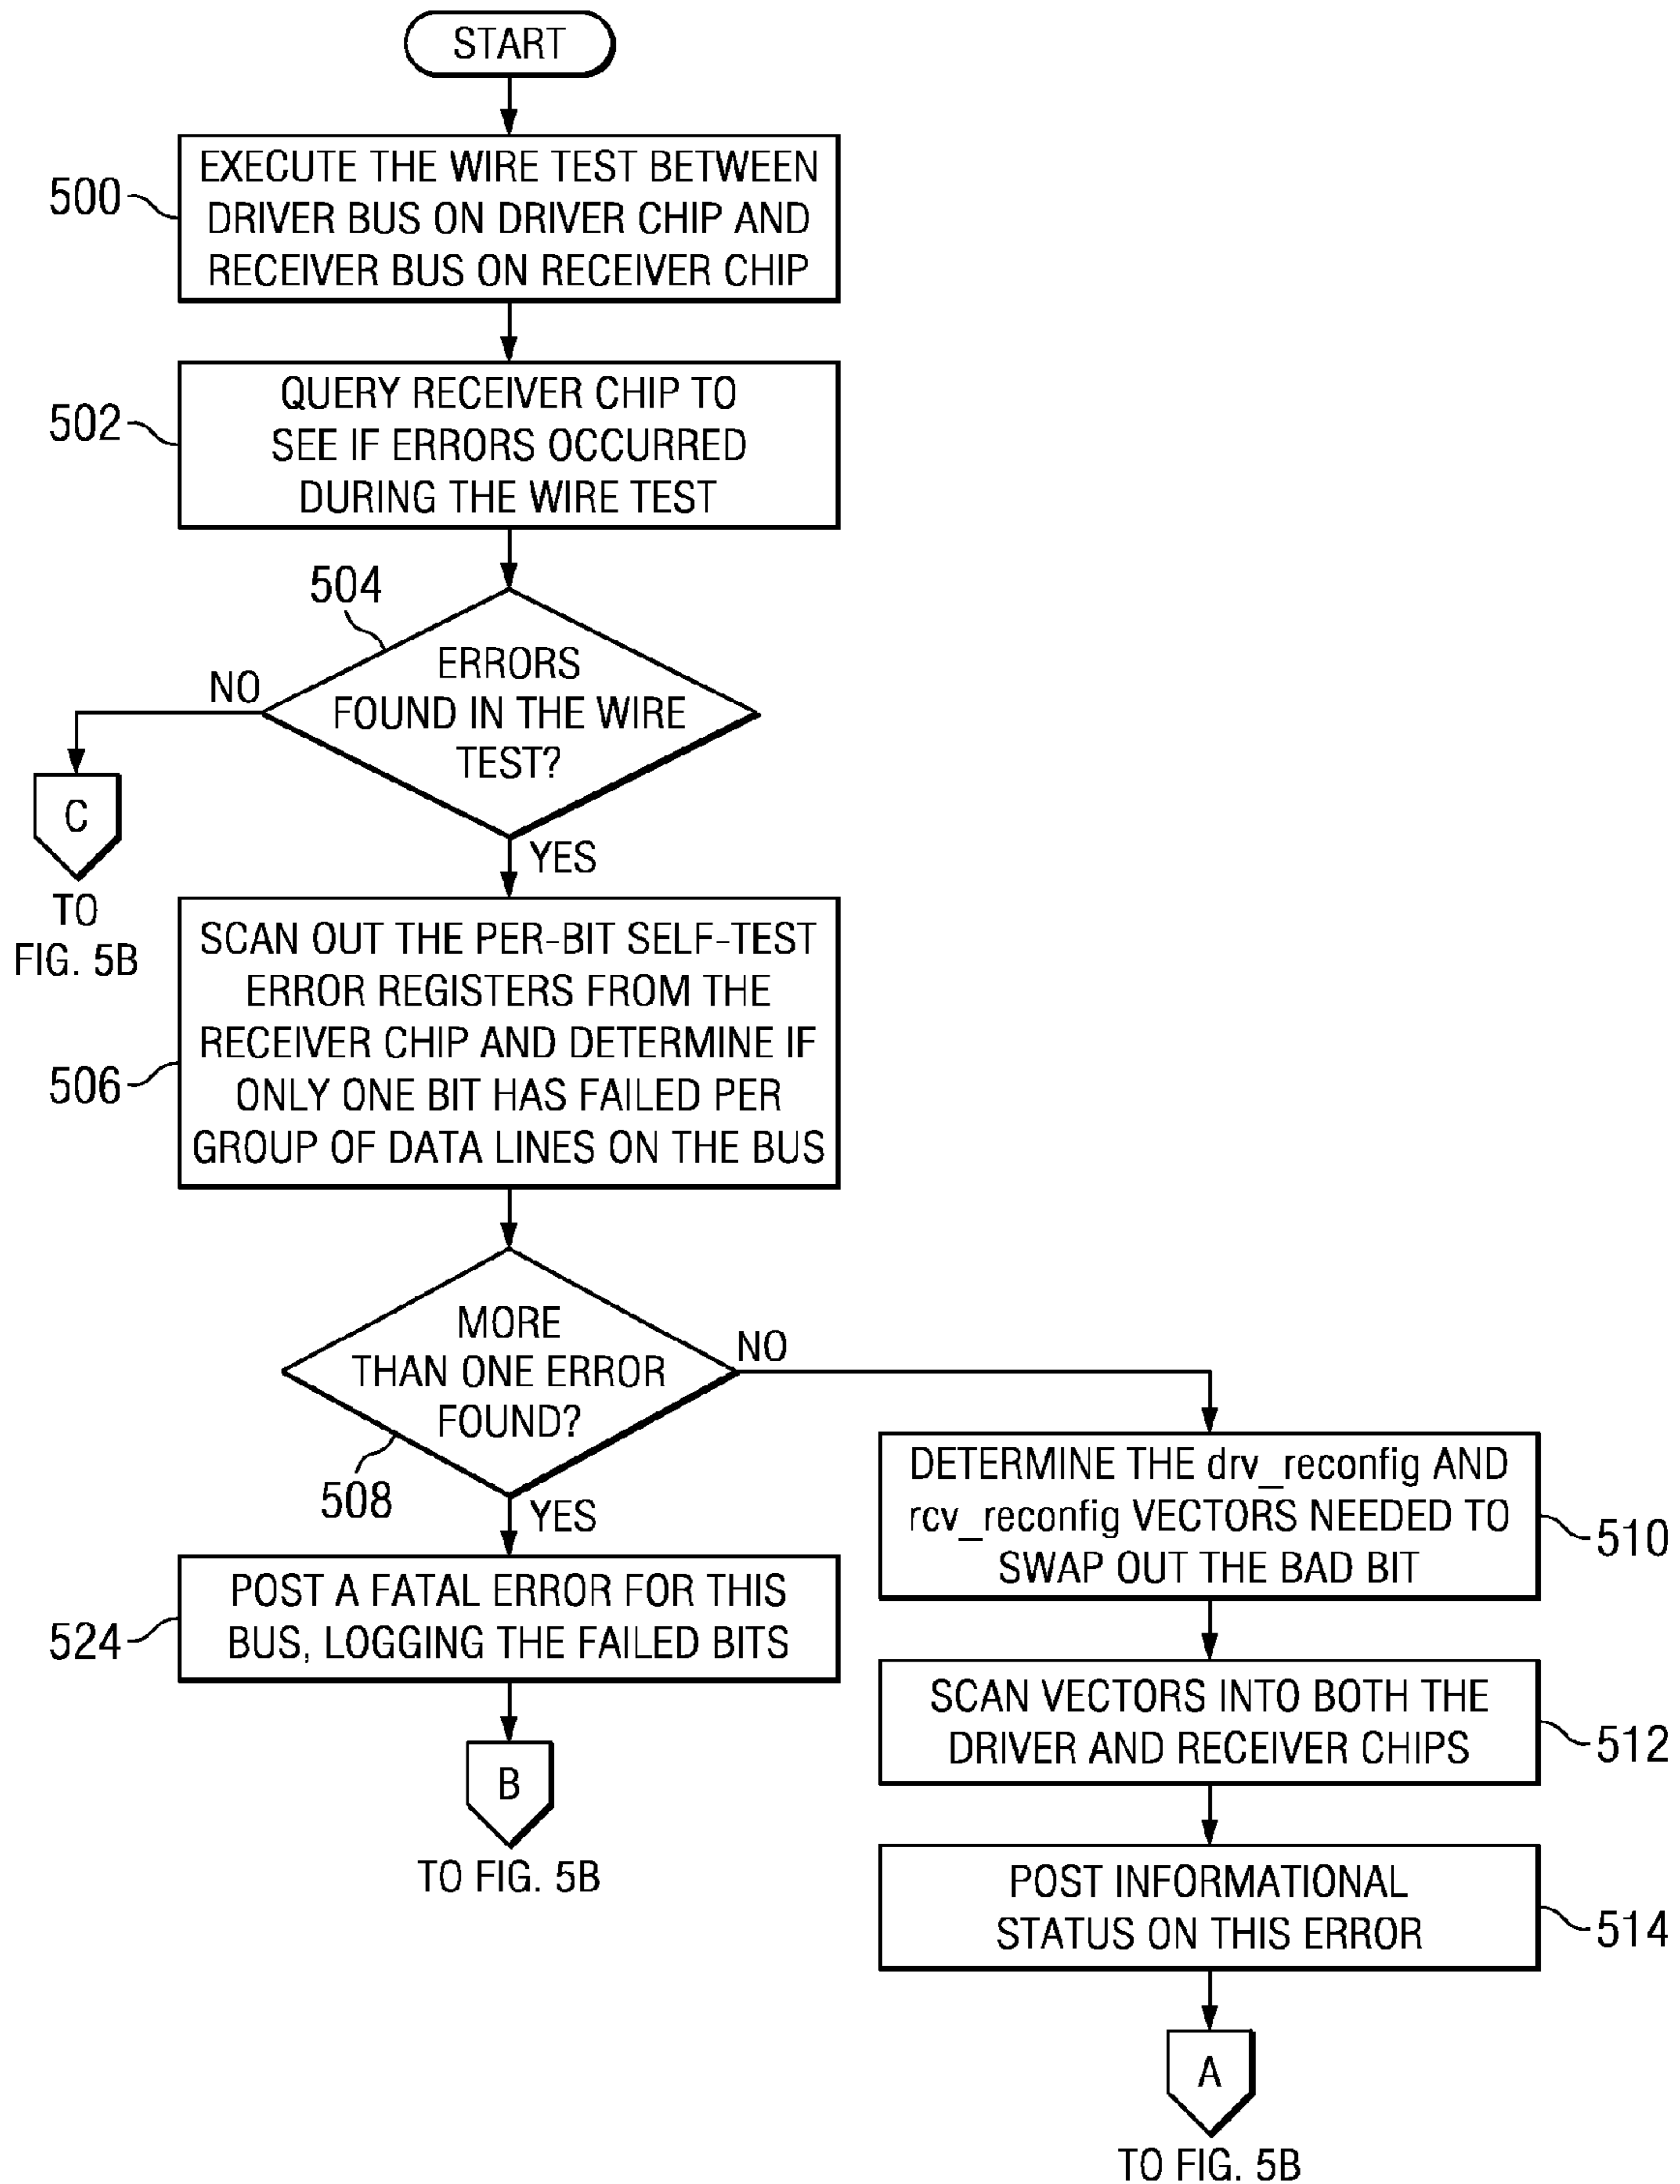 START
500
EXECUTE THE WIRE TEST BETWEEN
DRIVER BUS ON DRIVER CHIP AND
RECEIVER BUS ON RECEIVER CHIP
502
QUERY RECEIVER CHIP TO
SEE IF ERRORS OCCURRED
DURING THE WIRE TEST
504
ERRORS
FOUND IN THE WIRE
TEST?
NO
C
TO
FIG. 5B
YES
506
SCAN OUT THE PER-BIT SELF-TEST
ERROR REGISTERS FROM THE
RECEIVER CHIP AND DETERMINE IF
ONLY ONE BIT HAS FAILED PER
GROUP OF DATA LINES ON THE BUS
508
MORE
THAN ONE ERROR
FOUND?
NO
YES
524
POST A FATAL ERROR FOR THIS
BUS, LOGGING THE FAILED BITS
B
TO FIG. 5B
DETERMINE THE drv_reconfig AND
rcv_reconfig VECTORS NEEDED TO
SWAP OUT THE BAD BIT
510
SCAN VECTORS INTO BOTH THE
DRIVER AND RECEIVER CHIPS
512
POST INFORMATIONAL
STATUS ON THIS ERROR
514
A
TO FIG. 5B